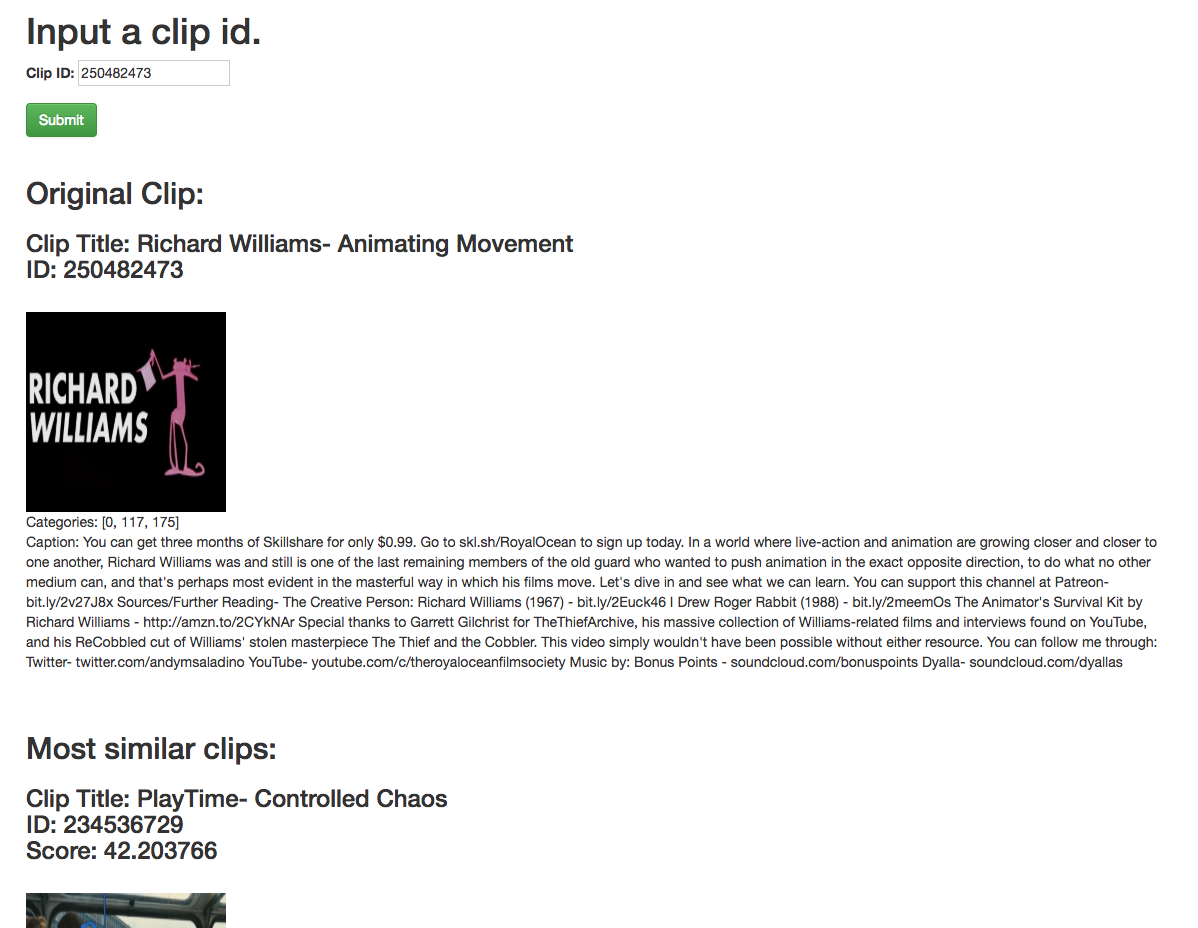 Input a clip id.
Clip ID: 250482473
Submit
Original Clip:
Clip Title: Richard Williams- Animating Movement
ID: 250482473
RICHARD
WILLIAMS
Categories: [0, 117, 175]
Caption: You can get three months of Skillshare for only $0.99. Go to skl.sh/RoyalOcean to sign up today. In a world where live-action and animation are growing closer and closer to
one another, Richard Williams was and still is one of the last remaining members of the old guard who wanted to push animation in the exact opposite direction, to do what no other
medium can, and that's perhaps most evident in the masterful way in which his films move. Let's dive in and see what we can learn. You can support this channel at Patreon-
bit.ly/2v27J8x Sources/Further Reading- The Creative Person: Richard Williams (1967) - bit.ly/2Euck46 I Drew Roger Rabbit (1988) - bit.ly/2meemOs The Animator's Survival Kit by
Richard Williams - http://amzn.to/2CYkNAr Special thanks to Garrett Gilchrist for TheThiefArchive, his massive collection of Williams-related films and interviews found on YouTube,
and his ReCobbled cut of Williams' stolen masterpiece The Thief and the Cobbler. This video simply wouldn't have been possible without either resource. You can follow me through:
Twitter- twitter.com/andymsaladino YouTube- youtube.com/c/theroyaloceanfilmsociety Music by: Bonus Points - soundcloud.com/bonuspoints Dyalla- soundcloud.com/dyallas
Most similar clips:
Clip Title: PlayTime- Controlled Chaos
ID: 234536729
Score: 42.203766